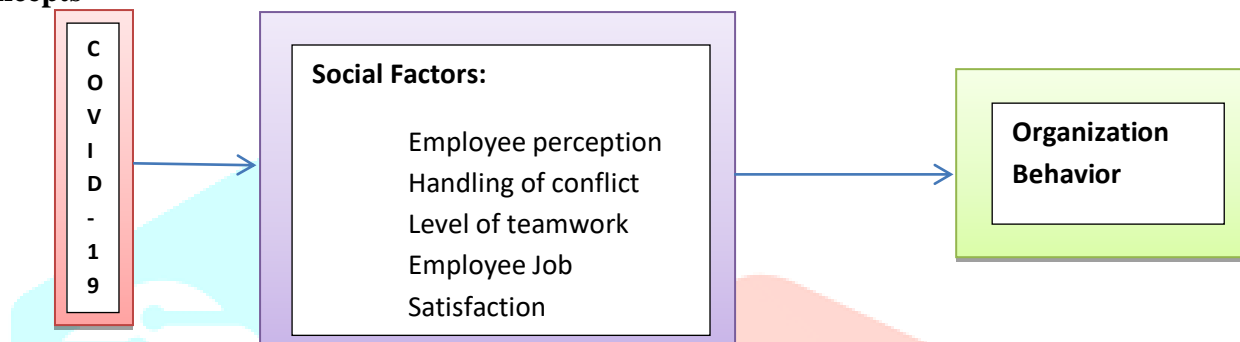 C
O
V
I
D
-
1
9
Social Factors:
Employee perception
Handling of conflict
Level of teamwork
Employee Job
Satisfaction
Organization
Behavior